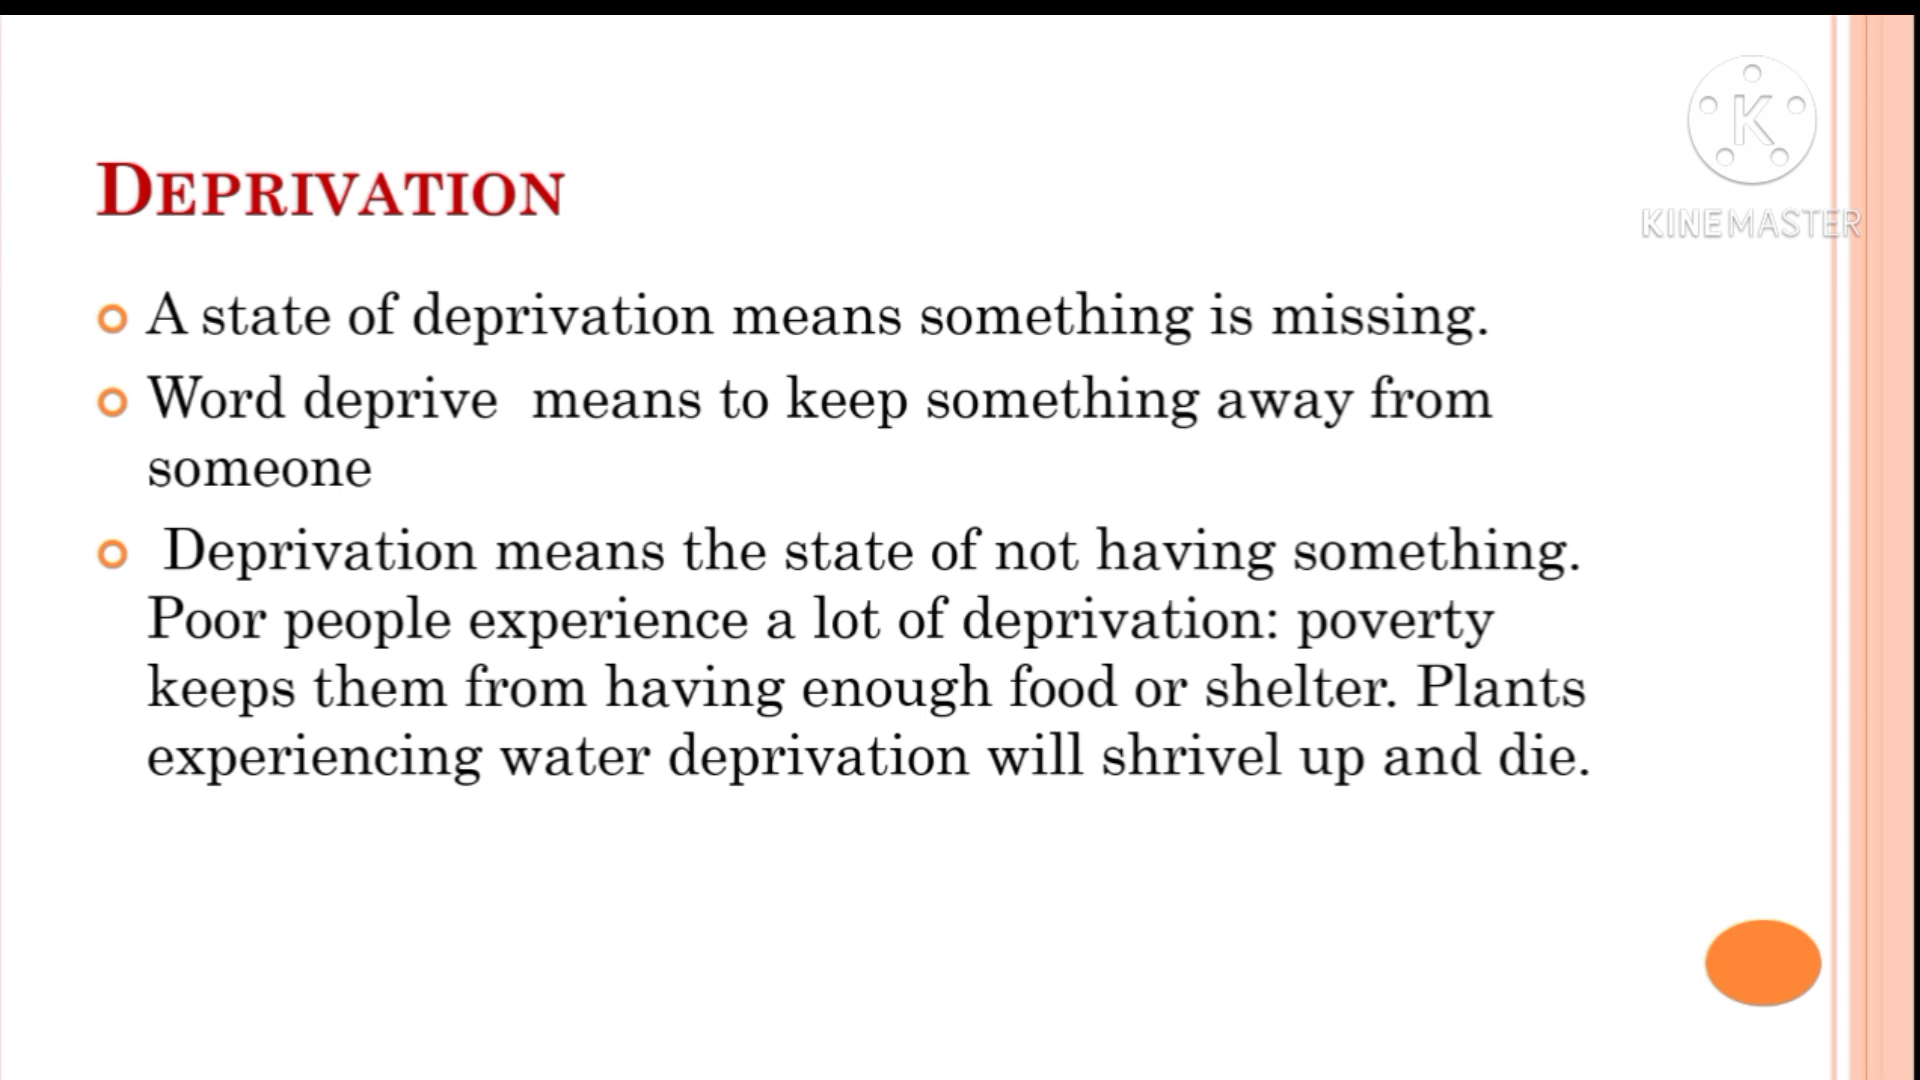 K
KINEMASTER
DEPRIVATION
A state of deprivation means something is missing.
Word deprive  means to keep something away from
someone
Deprivation means the state of not having something.
Poor people experience a lot of deprivation: poverty
keeps them from having enough food or shelter. Plants
experiencing water deprivation will shrivel up and die.